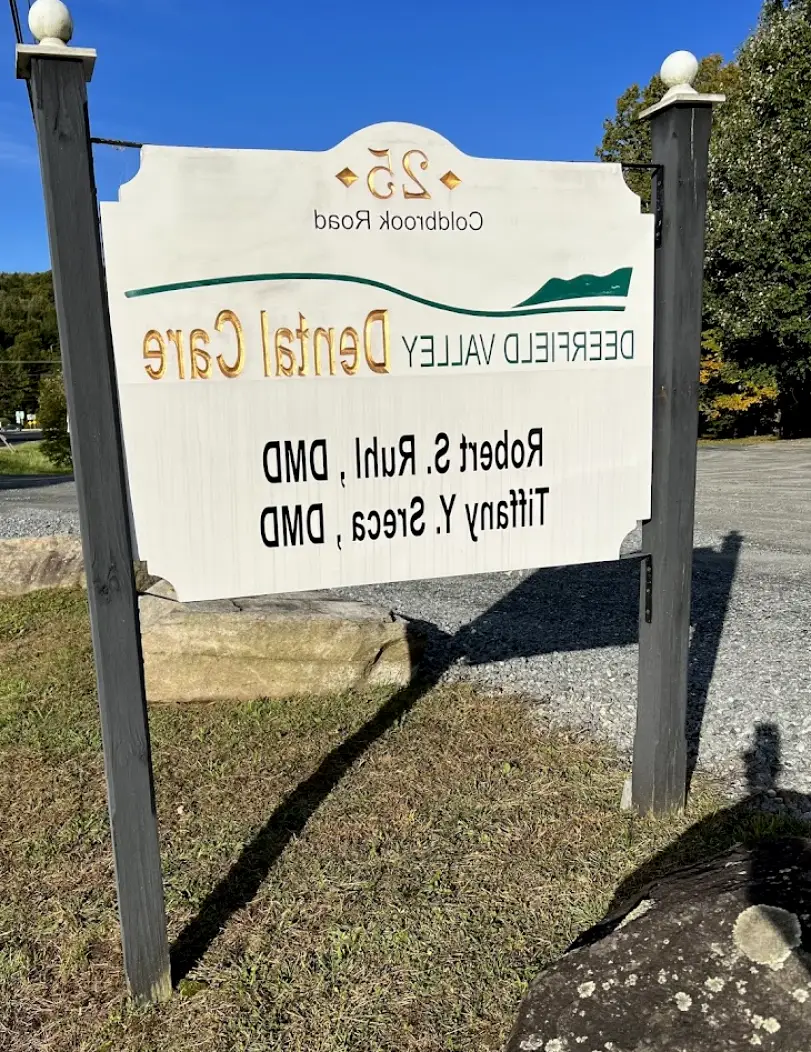 25
Coldbrook Road
DEERFIELD VALLEY Dental Care
Robert S. Ruhl , DMD
Tiffany Y. Sreca , DMD